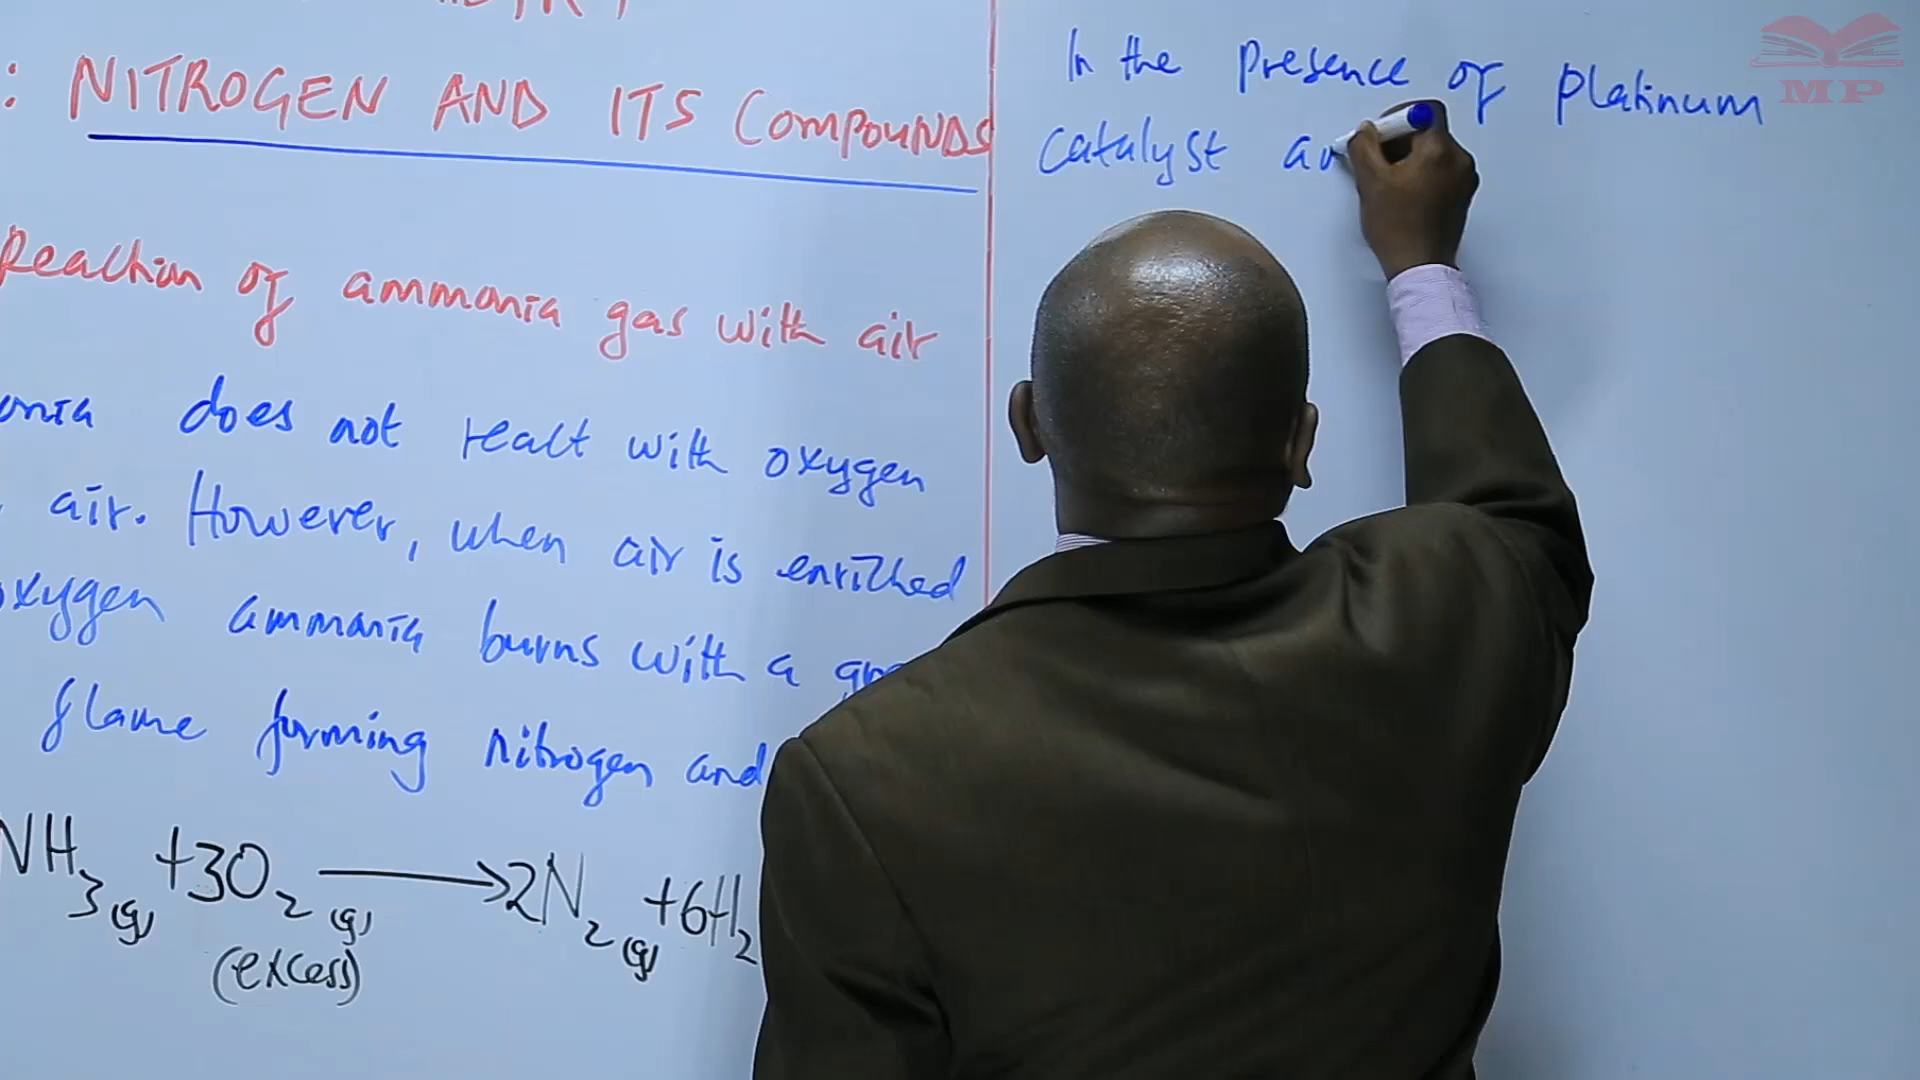 : NITROGEN AND ITS COMPOUNDS
Reaction of ammonia gas with air
does not react with oxygen
air. However, when air is enriched
oxygen ammonia burns with a
flame forming nitrogen and
NH3(g) + 3O2(g) → 2N2(g) + 6H2
(excess)
In the presence of platinum
catalyst
MP